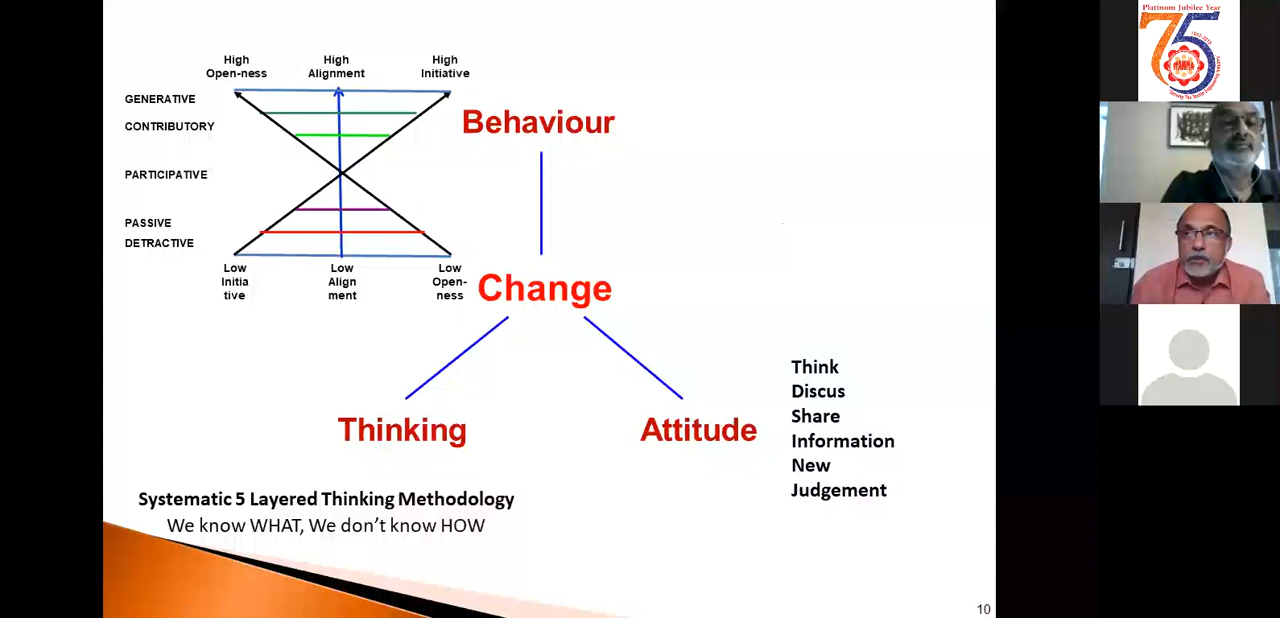 High
Open-ness
High
Alignment
High
Initiative
GENERATIVE
CONTRIBUTORY
PARTICIPATIVE
PASSIVE
DETRACTIVE
Low
Initia
tive
Low
Align
ment
Low
Open-
ness
Behaviour
Change
Thinking
Attitude
Think
Discus
Share
Information
New
Judgement
Systematic 5 Layered Thinking Methodology
We know WHAT, We don't know HOW
10
Platinum Jubilee Year
75